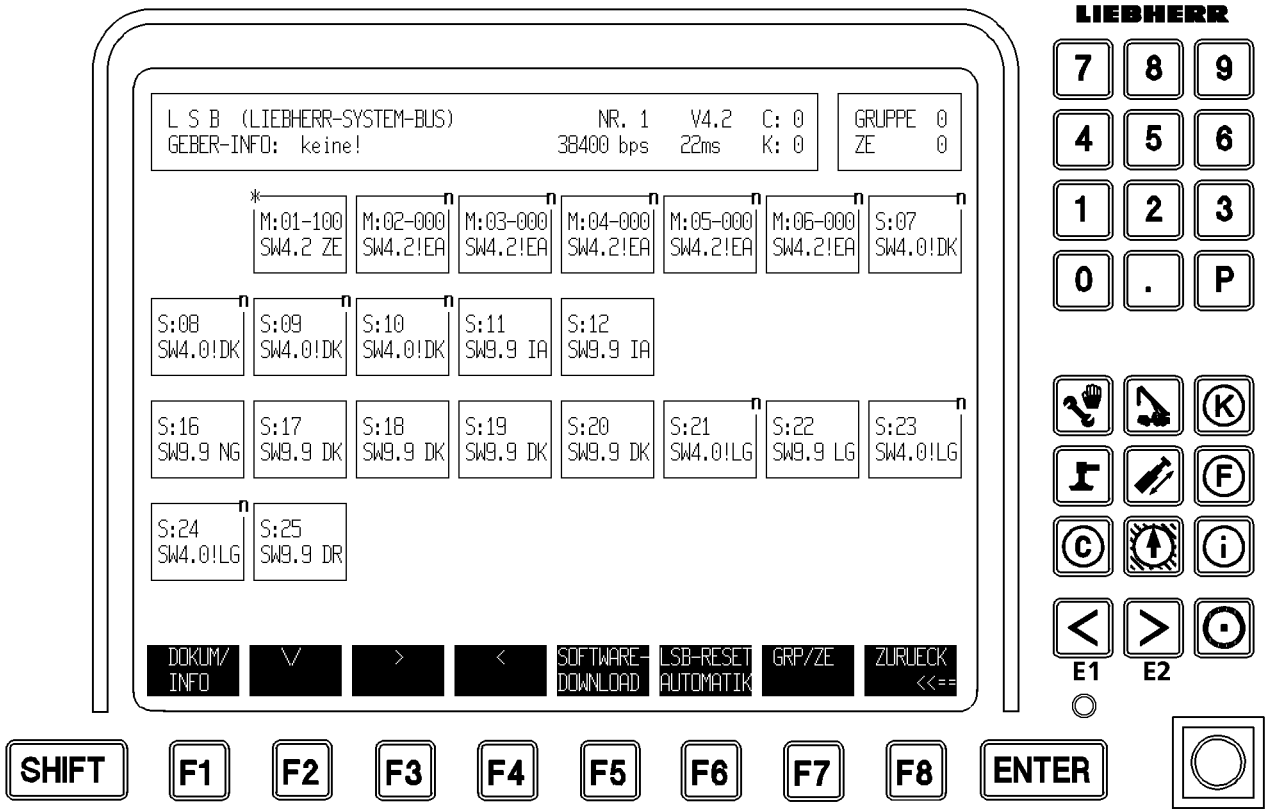 LIEBHERR
L S B (LIEBHERR-SYSTEM-BUS) NR. 1 V4.2 C: 0
GEBER-INFO: keine! 38400 bps 22ms K: 0
GRUPPE 0
ZE 0
* n n n n n n
M:01-100 M:02-000 M:03-000 M:04-000 M:05-000 M:06-000 S:07
SW4.2 ZE SW4.2!EA SW4.2!EA SW4.2!EA SW4.2!EA SW4.2!EA SW4.0!DK
n n n
S:08 S:09 S:10 S:11 S:12
SW4.0!DK SW4.0!DK SW4.0!DK SW9.9 IA SW9.9 IA
n n
S:16 S:17 S:18 S:19 S:20 S:21 S:22 S:23
SW9.9 NG SW9.9 DK SW9.9 DK SW9.9 DK SW9.9 DK SW4.0!LG SW9.9 LG SW4.0!LG
n
S:24 S:25
SW4.0!LG SW9.9 DR
DOKUM/ \/ > < SOFTWARE- LSB-RESET GRP/ZE ZURUECK
INFO DOWNLOAD AUTOMATIK <<==
SHIFT F1 F2 F3 F4 F5 F6 F7 F8 ENTER
7 8 9
4 5 6
1 2 3
0 . P
K
F
C i
< >
E1 E2